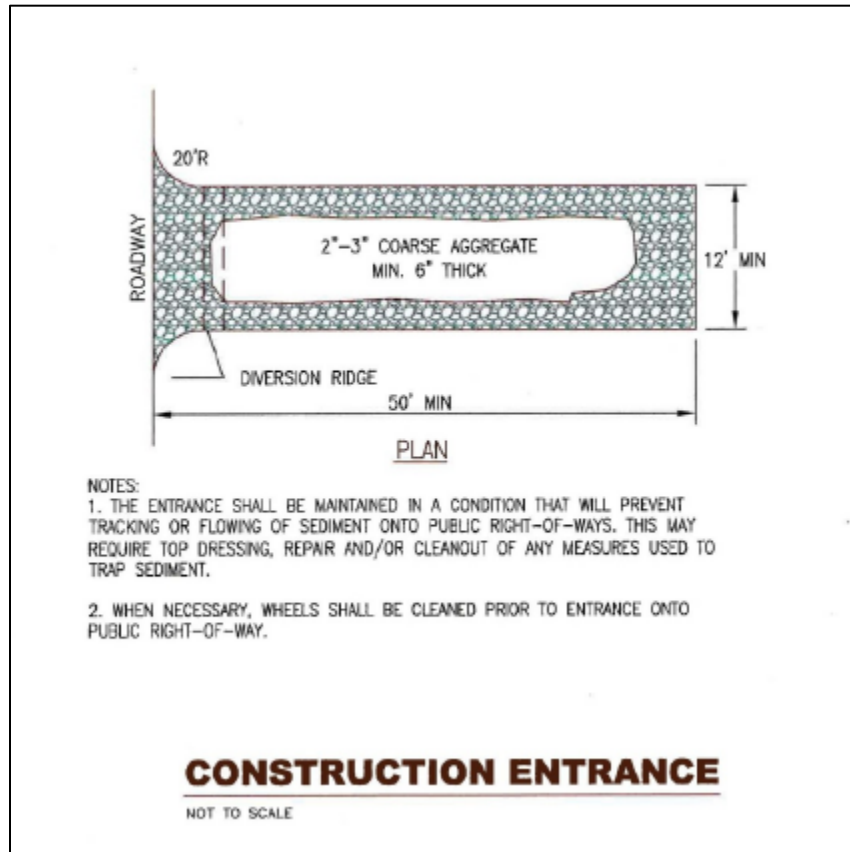 20'R
ROADWAY
2"-3" COARSE AGGREGATE
MIN. 6" THICK
12' MIN
DIVERSION RIDGE
50' MIN
PLAN
NOTES:
1. THE ENTRANCE SHALL BE MAINTAINED IN A CONDITION THAT WILL PREVENT
TRACKING OR FLOWING OF SEDIMENT ONTO PUBLIC RIGHT-OF-WAYS. THIS MAY
REQUIRE TOP DRESSING, REPAIR AND/OR CLEANOUT OF ANY MEASURES USED TO
TRAP SEDIMENT.
2. WHEN NECESSARY, WHEELS SHALL BE CLEANED PRIOR TO ENTRANCE ONTO
PUBLIC RIGHT-OF-WAY.
CONSTRUCTION ENTRANCE
NOT TO SCALE